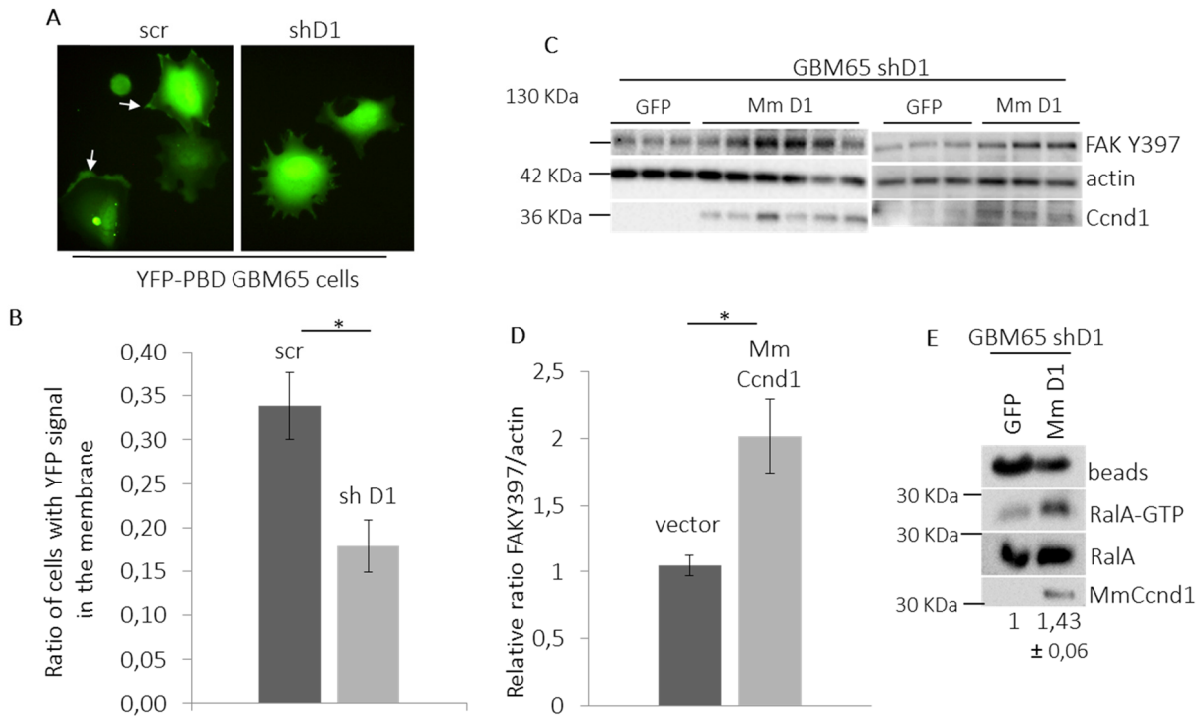 A
scr
shD1
YFP-PBD GBM65 cells
B
Ratio of cells with YFP signal
in the membrane
0,40
0,35
0,30
0,25
0,20
0,15
0,10
0,05
0,00
scr
*
sh D1
C
GBM65 shD1
130 KDa
GFP
Mm D1
GFP
Mm D1
FAK Y397
42 KDa
actin
36 KDa
Ccnd1
D
Relative ratio FAKY397/actin
2,5
2
1,5
1
0,5
0
*
vector
Mm
Ccnd1
E
GBM65 shD1
GFP
Mm D1
beads
30 KDa
RalA-GTP
30 KDa
RalA
MmCcnd1
30 KDa
1 1,43
± 0,06